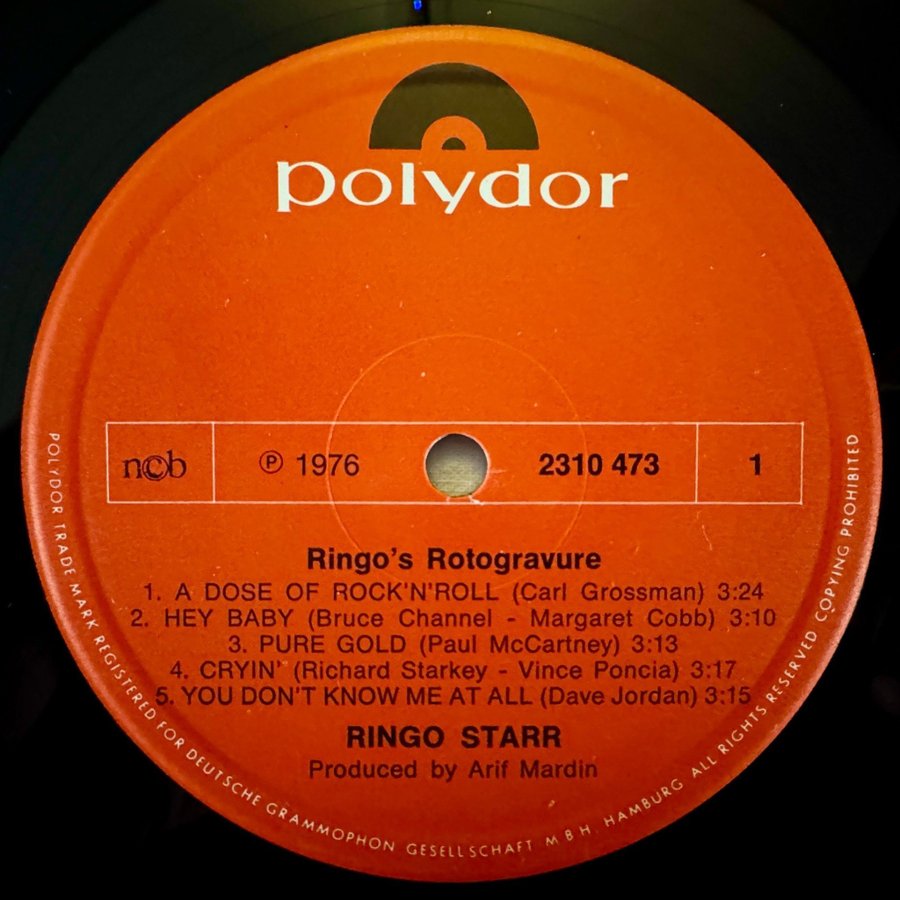 polydor
ncb
℗ 1976
2310 473
1
Ringo's Rotogravure
1. A DOSE OF ROCK'N'ROLL (Carl Grossman) 3:24
2. HEY BABY (Bruce Channel - Margaret Cobb) 3:10
3. PURE GOLD (Paul McCartney) 3:13
4. CRYIN' (Richard Starkey - Vince Poncia) 3:17
5. YOU DON'T KNOW ME AT ALL (Dave Jordan) 3:15
RINGO STARR
Produced by Arif Mardin
POLYDOR TRADE MARK REGISTERED FOR DEUTSCHE GRAMMOPHON GESELLSCHAFT M B H. HAMBURG ALL RIGHTS RESERVED COPYING PROHIBITED